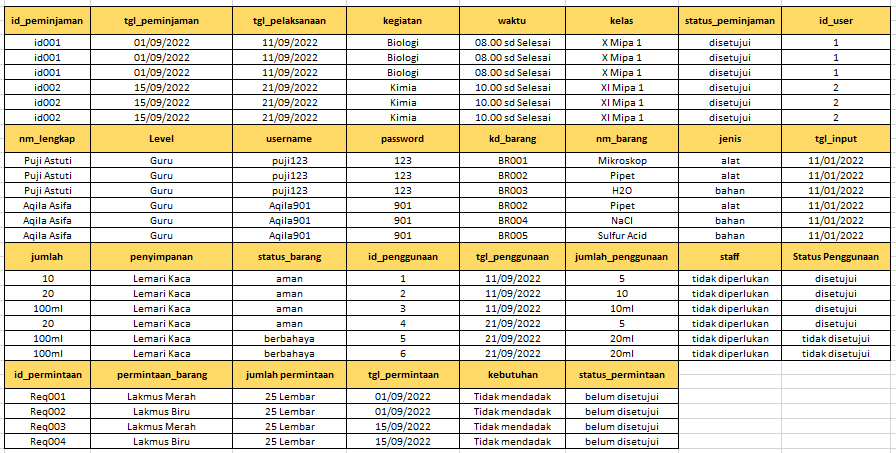 id_peminjaman tgl_peminjaman tgl_pelaksanaan kegiatan waktu kelas status_peminjaman id_user
id001 01/09/2022 11/09/2022 Biologi 08.00 sd Selesai X Mipa 1 disetujui 1
id001 01/09/2022 11/09/2022 Biologi 08.00 sd Selesai X Mipa 1 disetujui 1
id001 01/09/2022 11/09/2022 Biologi 08.00 sd Selesai X Mipa 1 disetujui 1
id002 15/09/2022 21/09/2022 Kimia 10.00 sd Selesai XI Mipa 1 disetujui 2
id002 15/09/2022 21/09/2022 Kimia 10.00 sd Selesai XI Mipa 1 disetujui 2
id002 15/09/2022 21/09/2022 Kimia 10.00 sd Selesai XI Mipa 1 disetujui 2
nm_lengkap Level username password kd_barang nm_barang jenis tgl_input
Puji Astuti Guru puji123 123 BR001 Mikroskop alat 11/01/2022
Puji Astuti Guru puji123 123 BR002 Pipet alat 11/01/2022
Puji Astuti Guru puji123 123 BR003 H2O bahan 11/01/2022
Aqila Asifa Guru Aqila901 901 BR002 Pipet alat 11/01/2022
Aqila Asifa Guru Aqila901 901 BR004 NaCl bahan 11/01/2022
Aqila Asifa Guru Aqila901 901 BR005 Sulfur Acid bahan 11/01/2022
jumlah penyimpanan status_barang id_penggunaan tgl_penggunaan jumlah_penggunaan staff Status Penggunaan
10 Lemari Kaca aman 1 11/09/2022 5 tidak diperlukan disetujui
20 Lemari Kaca aman 2 11/09/2022 10 tidak diperlukan disetujui
100ml Lemari Kaca aman 3 11/09/2022 10ml tidak diperlukan disetujui
20 Lemari Kaca aman 4 21/09/2022 5 tidak diperlukan disetujui
100ml Lemari Kaca berbahaya 5 21/09/2022 20ml tidak diperlukan tidak disetujui
100ml Lemari Kaca berbahaya 6 21/09/2022 20ml tidak diperlukan tidak disetujui
id_permintaan permintaan_barang jumlah permintaan tgl_permintaan kebutuhan status_permintaan
Req001 Lakmus Merah 25 Lembar 01/09/2022 Tidak mendadak belum disetujui
Req002 Lakmus Biru 25 Lembar 01/09/2022 Tidak mendadak belum disetujui
Req003 Lakmus Merah 25 Lembar 15/09/2022 Tidak mendadak belum disetujui
Req004 Lakmus Biru 25 Lembar 15/09/2022 Tidak mendadak belum disetujui